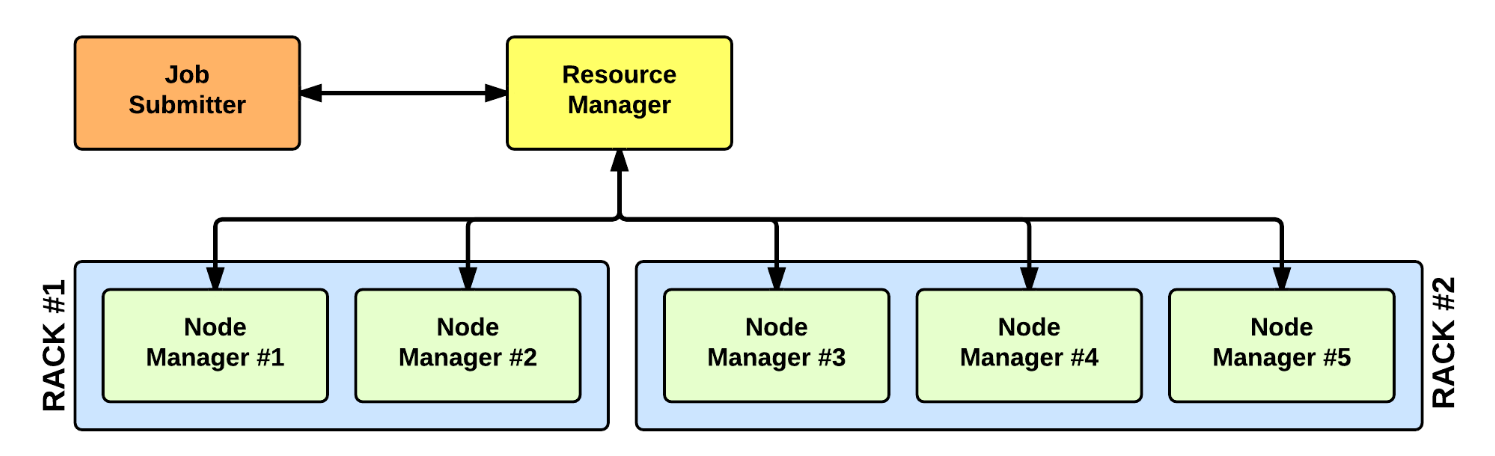 Job
Submitter
Resource
Manager
RACK #1
Node
Manager #1
Node
Manager #2
Node
Manager #3
Node
Manager #4
Node
Manager #5
RACK #2